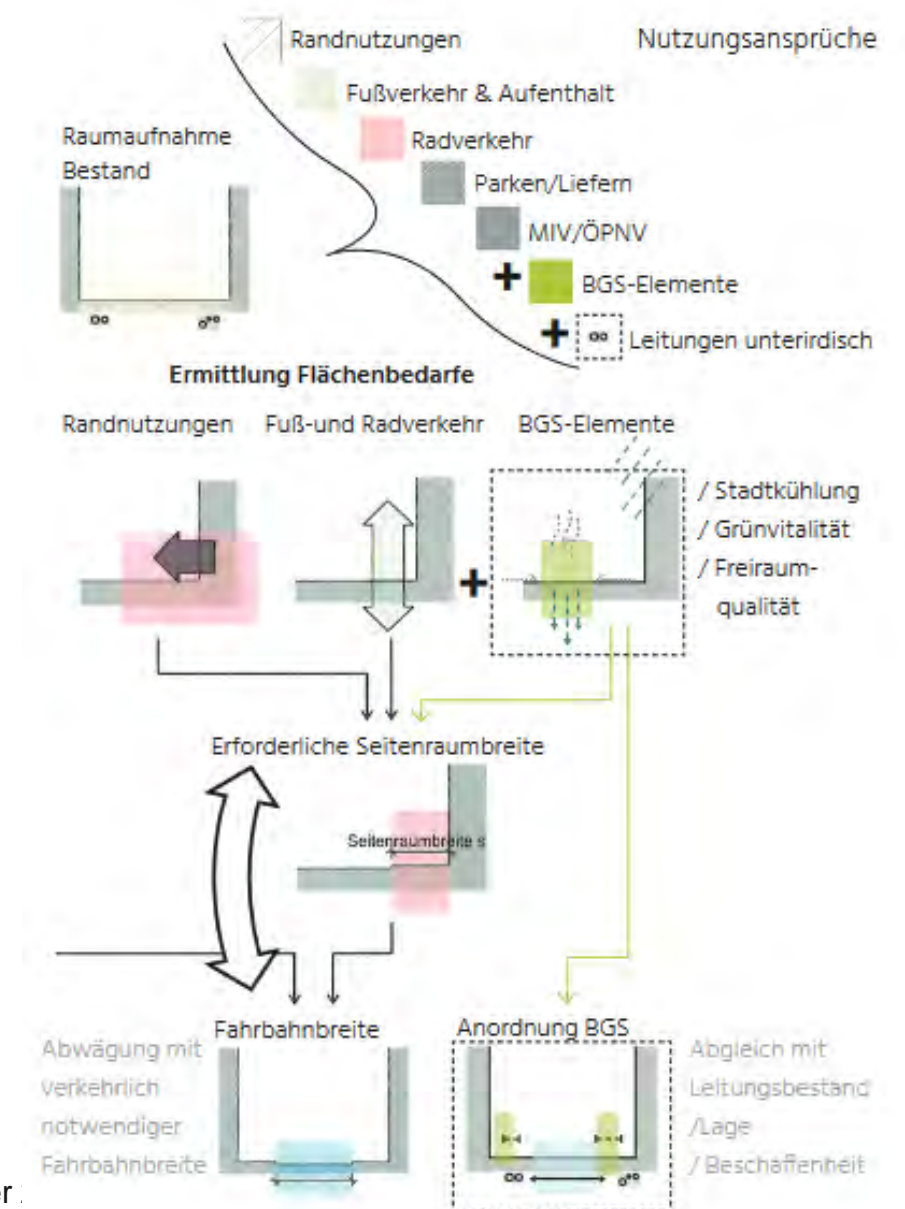 Randnutzungen
Nutzungsansprüche
Fußverkehr & Aufenthalt
Raumaufnahme
Bestand
Radverkehr
Parken/Liefern
MIV/ÖPNV
+ BGS-Elemente
+ Leitungen unterirdisch
Ermittlung Flächenbedarfe
Randnutzungen
Fuß-und Radverkehr
BGS-Elemente
+
/ Stadtkühlung
/ Grünvitalität
/ Freiraum-
qualität
Erforderliche Seitenraumbreite
Seitenraumbreite s
Fahrbahnbreite
Anordnung BGS
Abwägung mit
verkehrlich
notwendiger
Fahrbahnbreite
Abgleich mit
Leitungsbestand
/Lage
/ Beschaffenheit